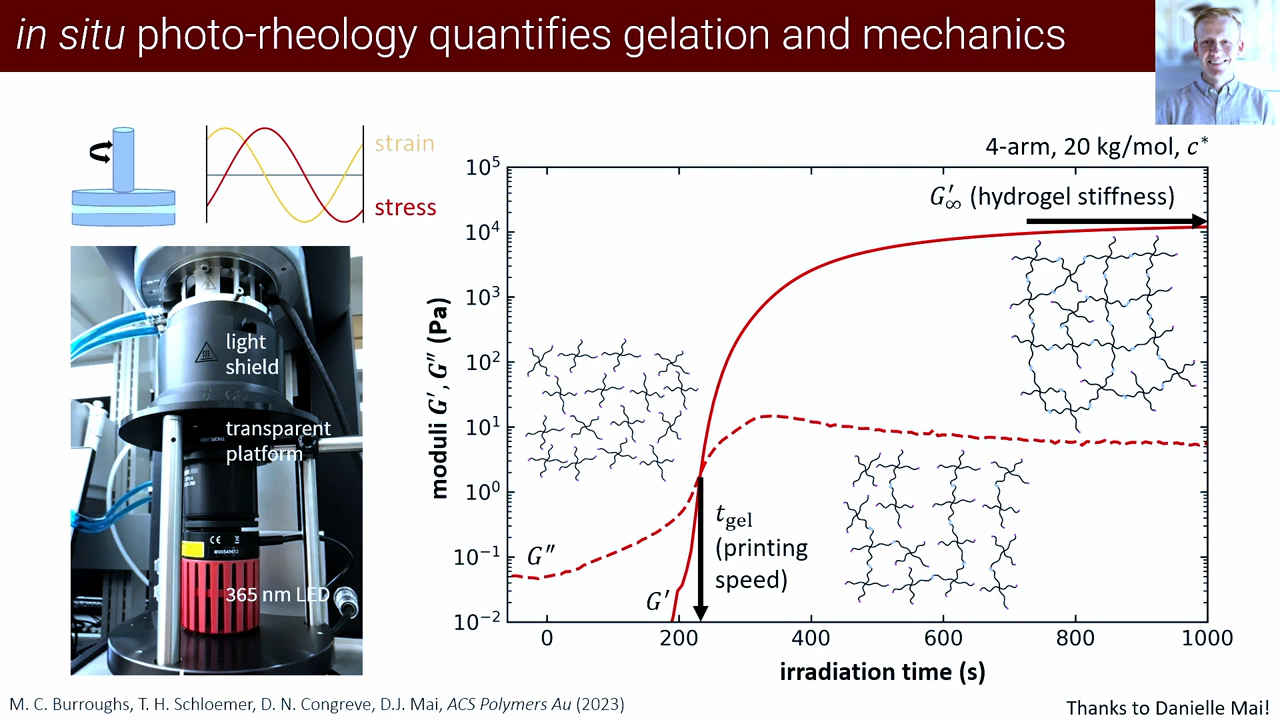 in situ photo-rheology quantifies gelation and mechanics
strain
stress
light
shield
transparent
platform
365 nm LED
4-arm, 20 kg/mol, c*
moduli G′, G″ (Pa)
10⁵
10⁴
10³
10²
10¹
10⁰
10⁻¹
10⁻²
G′∞ (hydrogel stiffness)
G″
G′
tgel
(printing
speed)
0
200
400
600
800
1000
irradiation time (s)
M. C. Burroughs, T. H. Schloemer, D. N. Congreve, D.J. Mai, ACS Polymers Au (2023)
Thanks to Danielle Mai!